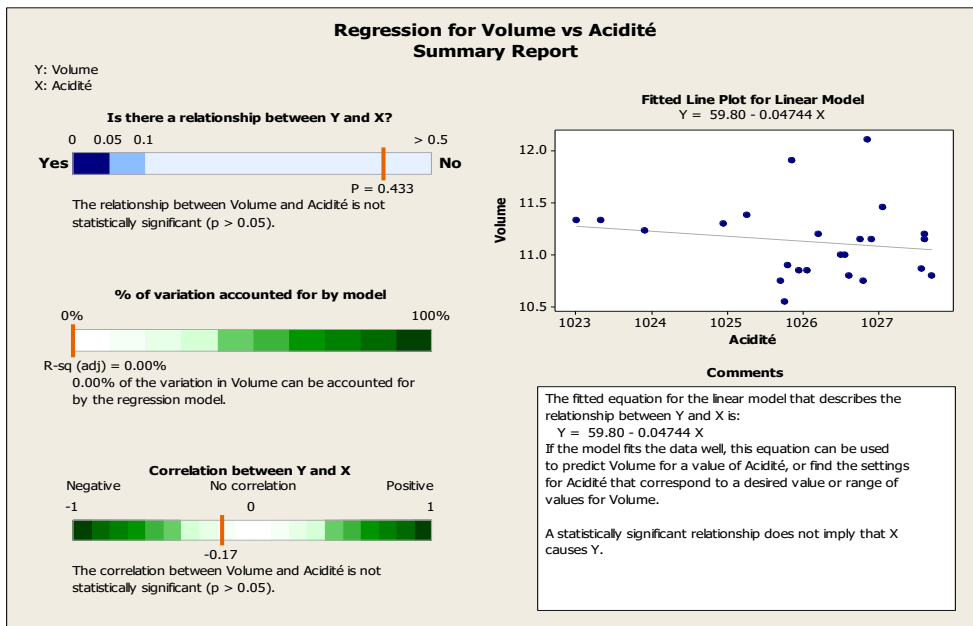 Regression for Volume vs Acidité
Summary Report
Y: Volume
X: Acidité
Is there a relationship between Y and X?
0 0.05 0.1 > 0.5
Yes No
P = 0.433
The relationship between Volume and Acidité is not
statistically significant (p > 0.05).
% of variation accounted for by model
0% 100%
R-sq (adj) = 0.00%
0.00% of the variation in Volume can be accounted for
by the regression model.
Correlation between Y and X
Negative No correlation Positive
-1 0 1
-0.17
The correlation between Volume and Acidité is not
statistically significant (p > 0.05).
Fitted Line Plot for Linear Model
Y = 59.80 - 0.04744 X
12.0
11.5
11.0
10.5
Volume
1023 1024 1025 1026 1027
Acidité
Comments
The fitted equation for the linear model that describes the
relationship between Y and X is:
Y = 59.80 - 0.04744 X
If the model fits the data well, this equation can be used
to predict Volume for a value of Acidité, or find the settings
for Acidité that correspond to a desired value or range of
values for Volume.
A statistically significant relationship does not imply that X
causes Y.